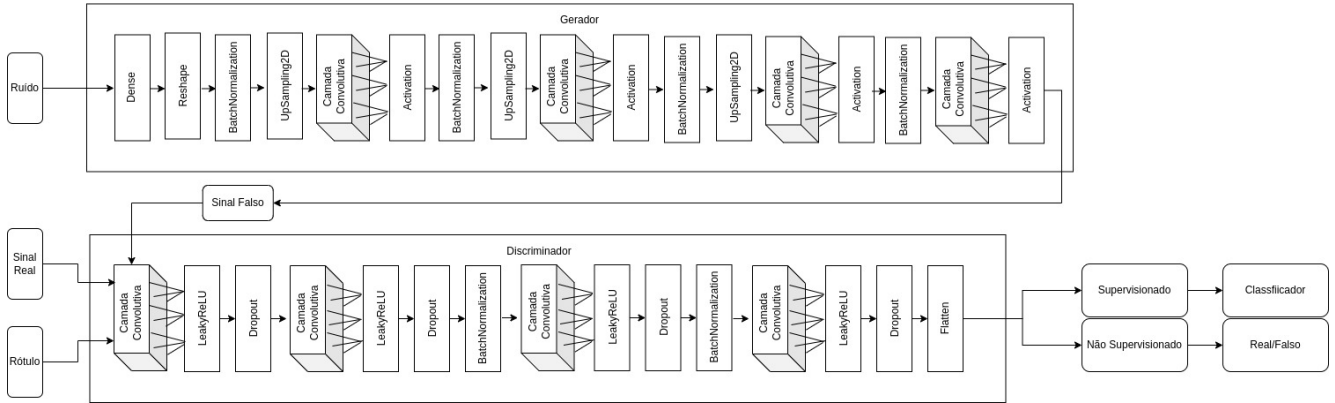 Gerador
Ruído
Dense
Reshape
BatchNormalization
UpSampling2D
Camada
Convolutiva
Activation
BatchNormalization
UpSampling2D
Camada
Convolutiva
Activation
BatchNormalization
UpSampling2D
Camada
Convolutiva
Activation
BatchNormalization
Camada
Convolutiva
Activation
Sinal Falso
Sinal
Real
Rótulo
Discriminador
Camada
Convolutiva
LeakyReLU
Dropout
Camada
Convolutiva
LeakyReLU
Dropout
BatchNormalization
Camada
Convolutiva
LeakyReLU
Dropout
BatchNormalization
Camada
Convolutiva
LeakyReLU
Dropout
Flatten
Supervisionado
Classfiicador
Não Supervisionado
Real/Falso